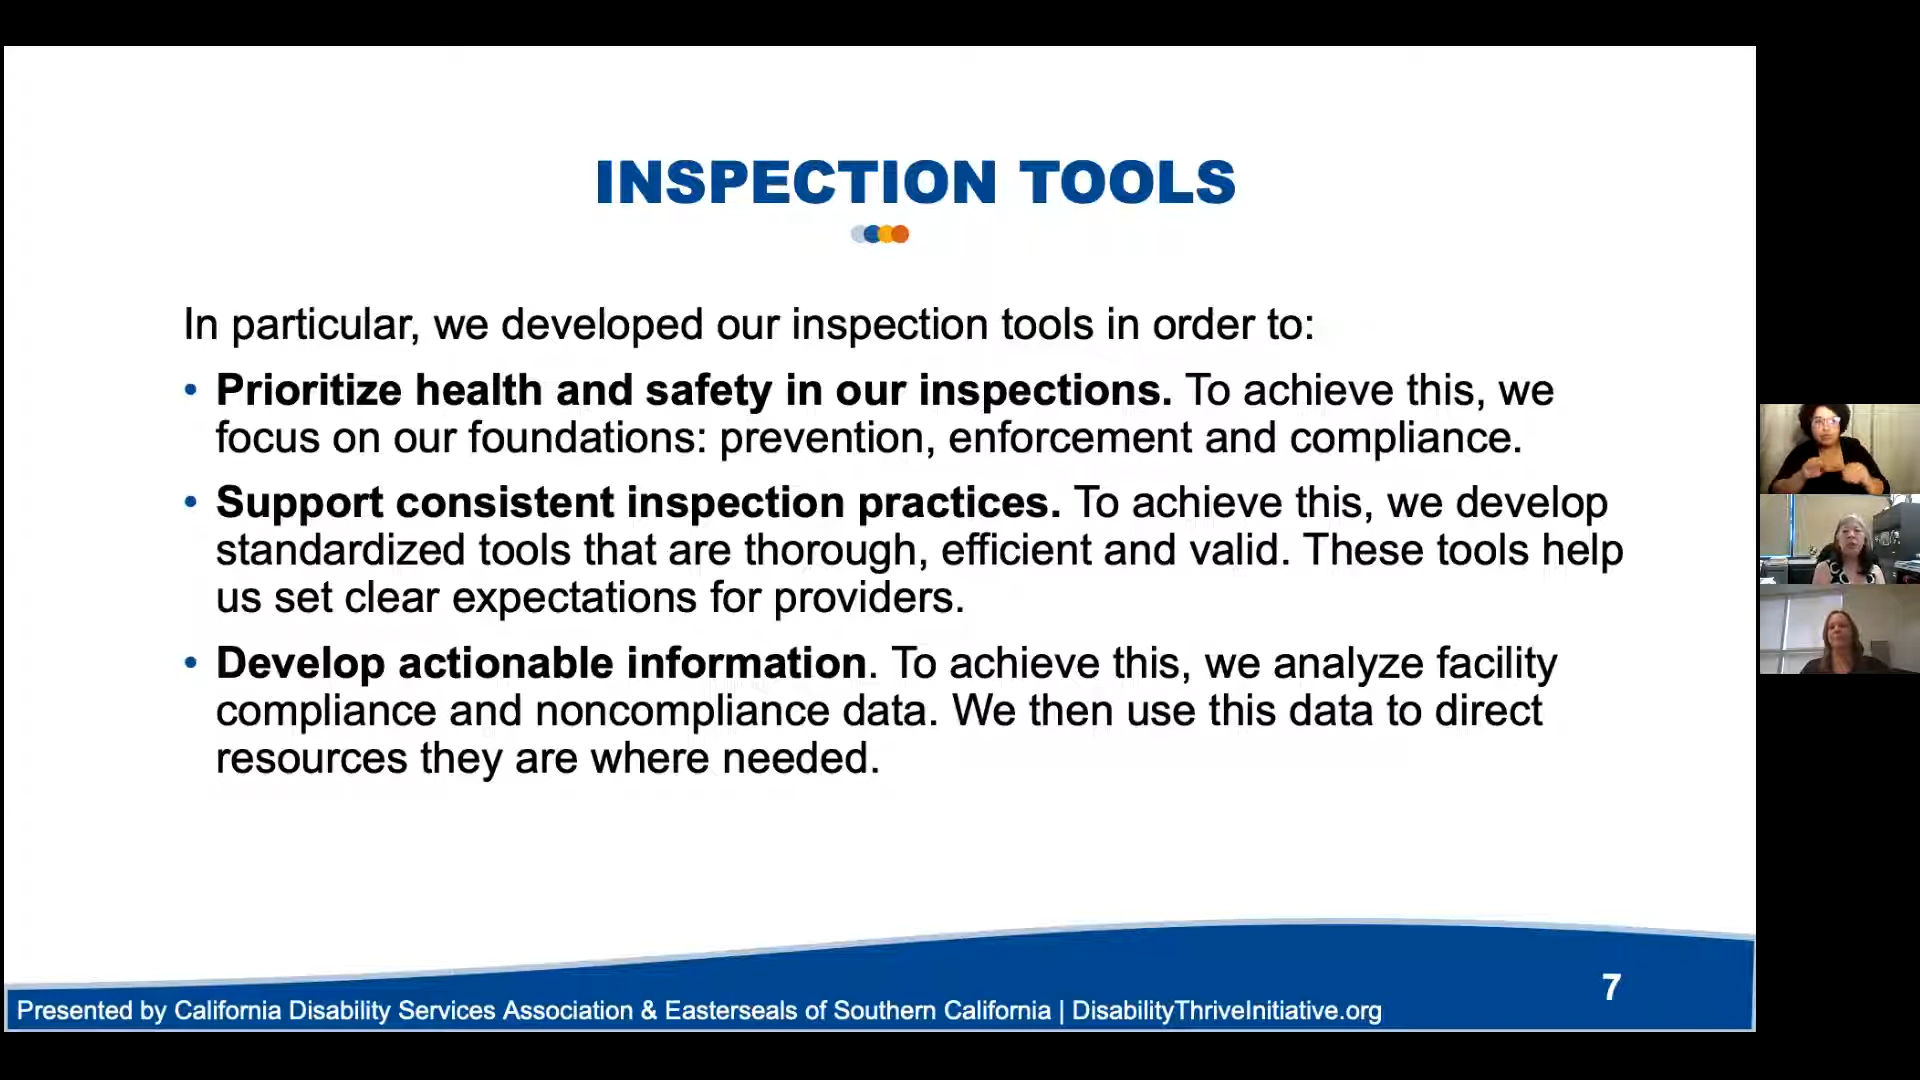 INSPECTION TOOLS
In particular, we developed our inspection tools in order to:
• Prioritize health and safety in our inspections. To achieve this, we
focus on our foundations: prevention, enforcement and compliance.
• Support consistent inspection practices. To achieve this, we develop
standardized tools that are thorough, efficient and valid. These tools help
us set clear expectations for providers.
• Develop actionable information. To achieve this, we analyze facility
compliance and noncompliance data. We then use this data to direct
resources they are where needed.
7
Presented by California Disability Services Association & Easterseals of Southern California | DisabilityThriveInitiative.org